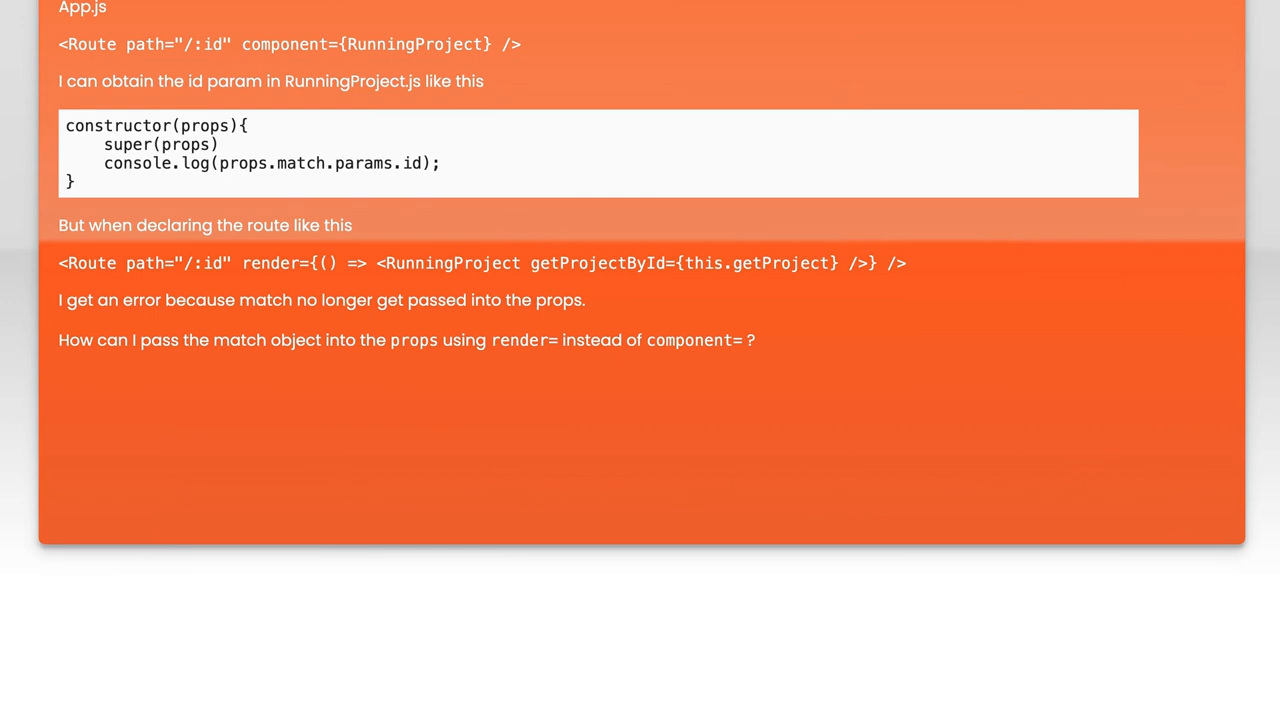 App.js
<Route path="/:id" component={RunningProject} />
I can obtain the id param in RunningProject.js like this
constructor(props){
    super(props)
    console.log(props.match.params.id);
}
But when declaring the route like this
<Route path="/:id" render={() => <RunningProject getProjectById={this.getProject} />} />
I get an error because match no longer get passed into the props.
How can I pass the match object into the props using render= instead of component= ?